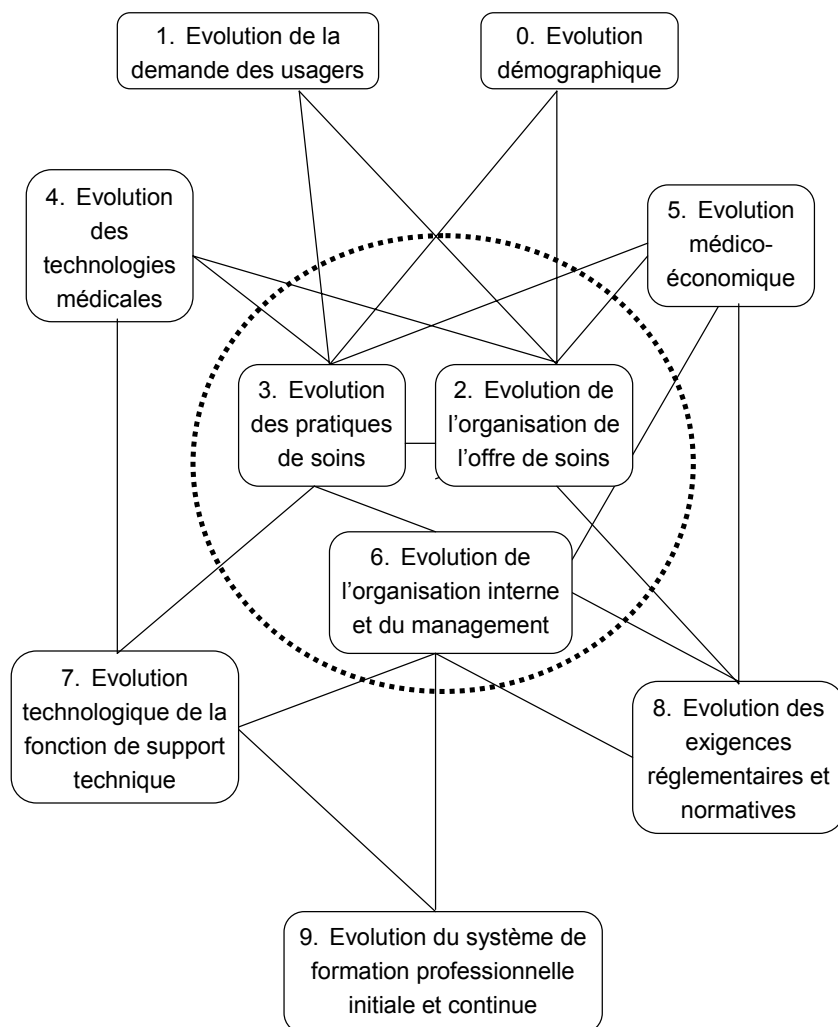 1. Evolution de la
demande des usagers
0. Evolution
démographique
4. Evolution
des
technologies
médicales
5. Evolution
médico-
économique
3. Evolution
des pratiques
de soins
2. Evolution de
l’organisation de
l’offre de soins
6. Evolution de
l’organisation interne
et du management
7. Evolution
technologique de la
fonction de support
technique
8. Evolution des
exigences
réglementaires et
normatives
9. Evolution du système de
formation professionnelle
initiale et continue